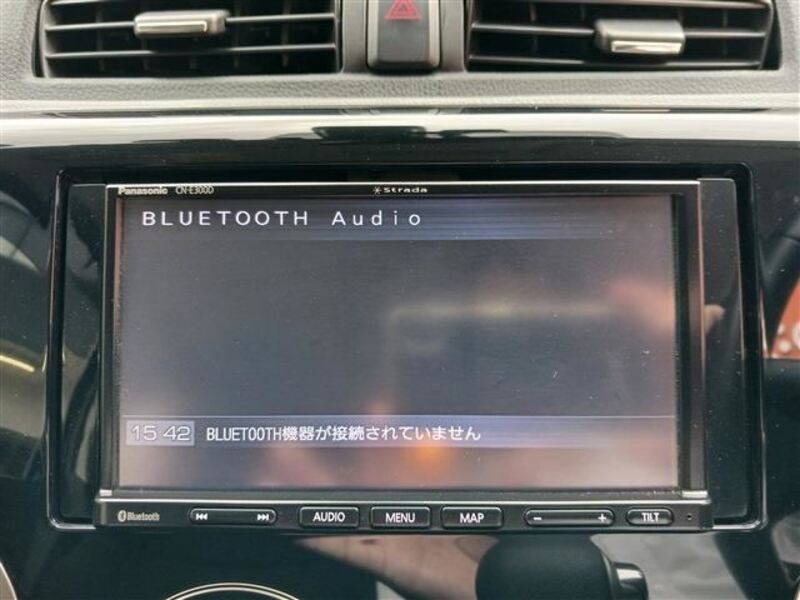 Panasonic CN-E300D Strada
BLUETOOTH Audio
15 42 BLUETOOTH機器が接続されていません
Bluetooth AUDIO MENU MAP − + TILT